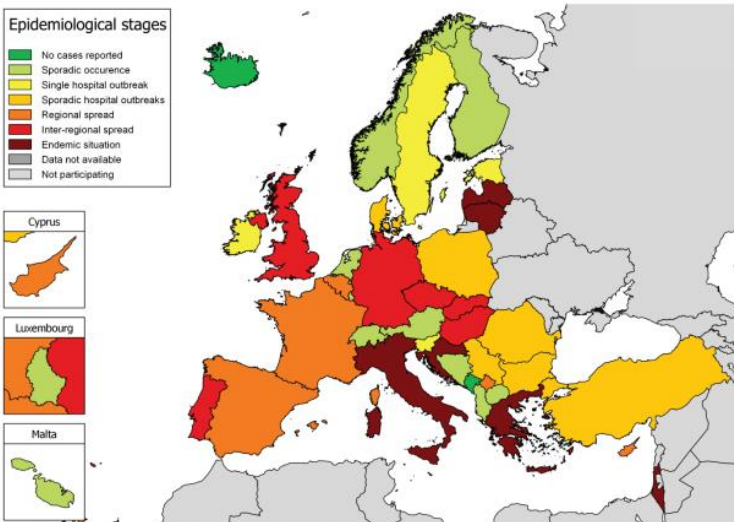 Epidemiological stages
No cases reported
Sporadic occurence
Single hospital outbreak
Sporadic hospital outbreaks
Regional spread
Inter-regional spread
Endemic situation
Data not available
Not participating
Cyprus
Luxembourg
Malta